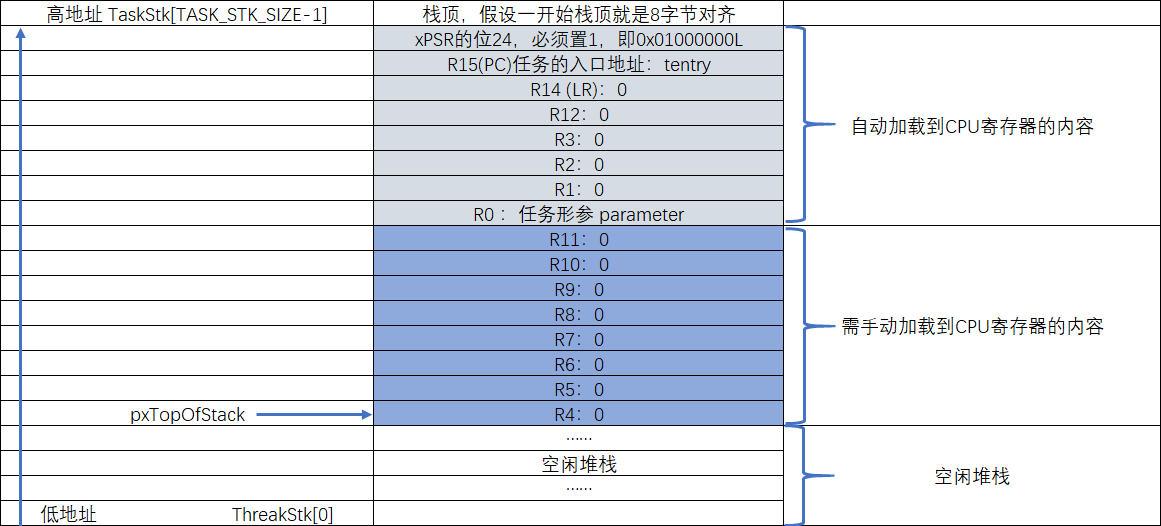 高地址 TaskStk[TASK_STK_SIZE-1]
栈顶，假设一开始栈顶就是8字节对齐
xPSR的位24，必须置1，即0x01000000L
R15(PC)任务的入口地址：tentry
R14 (LR)：0
R12：0
R3：0
R2：0
R1：0
R0 ：任务形参 parameter
自动加载到CPU寄存器的内容
R11：0
R10：0
R9：0
R8：0
R7：0
R6：0
R5：0
R4：0
需手动加载到CPU寄存器的内容
pxTopOfStack
……
空闲堆栈
……
空闲堆栈
低地址 ThreakStk[0]